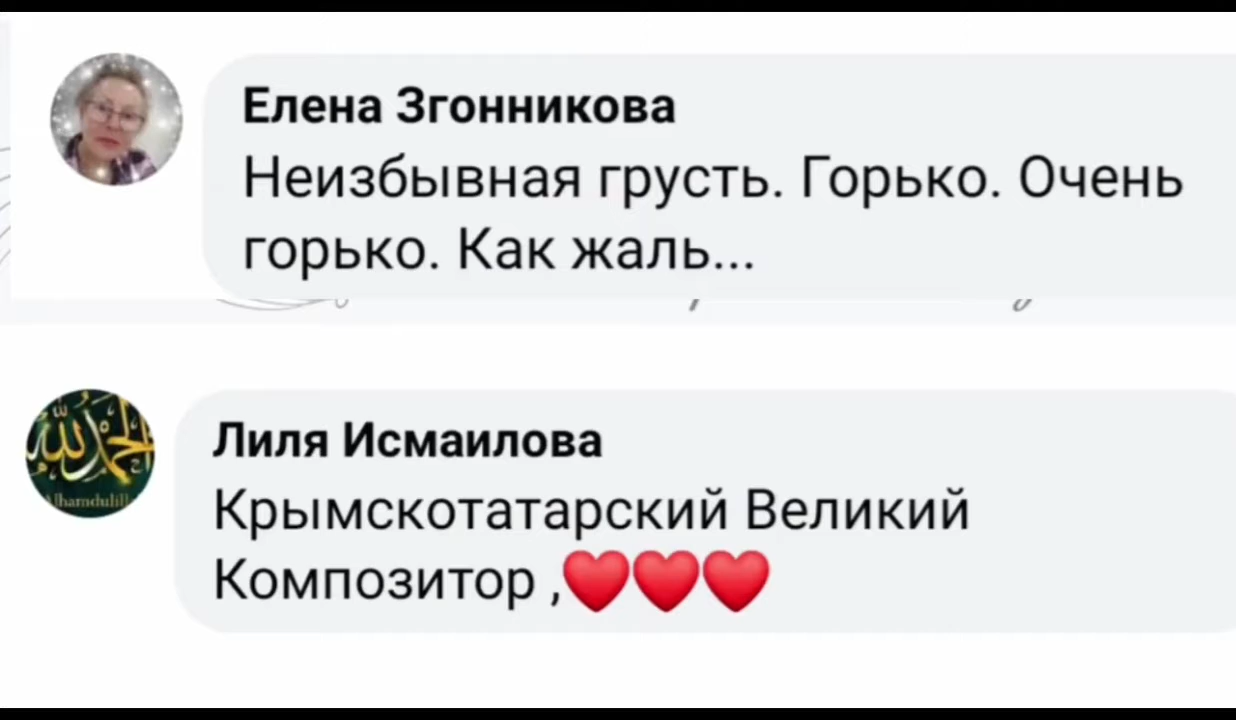 Елена Згонникова
Неизбывная грусть. Горько. Очень
горько. Как жаль...
Лиля Исмаилова
Крымскотатарский Великий
Композитор ,❤️❤️❤️